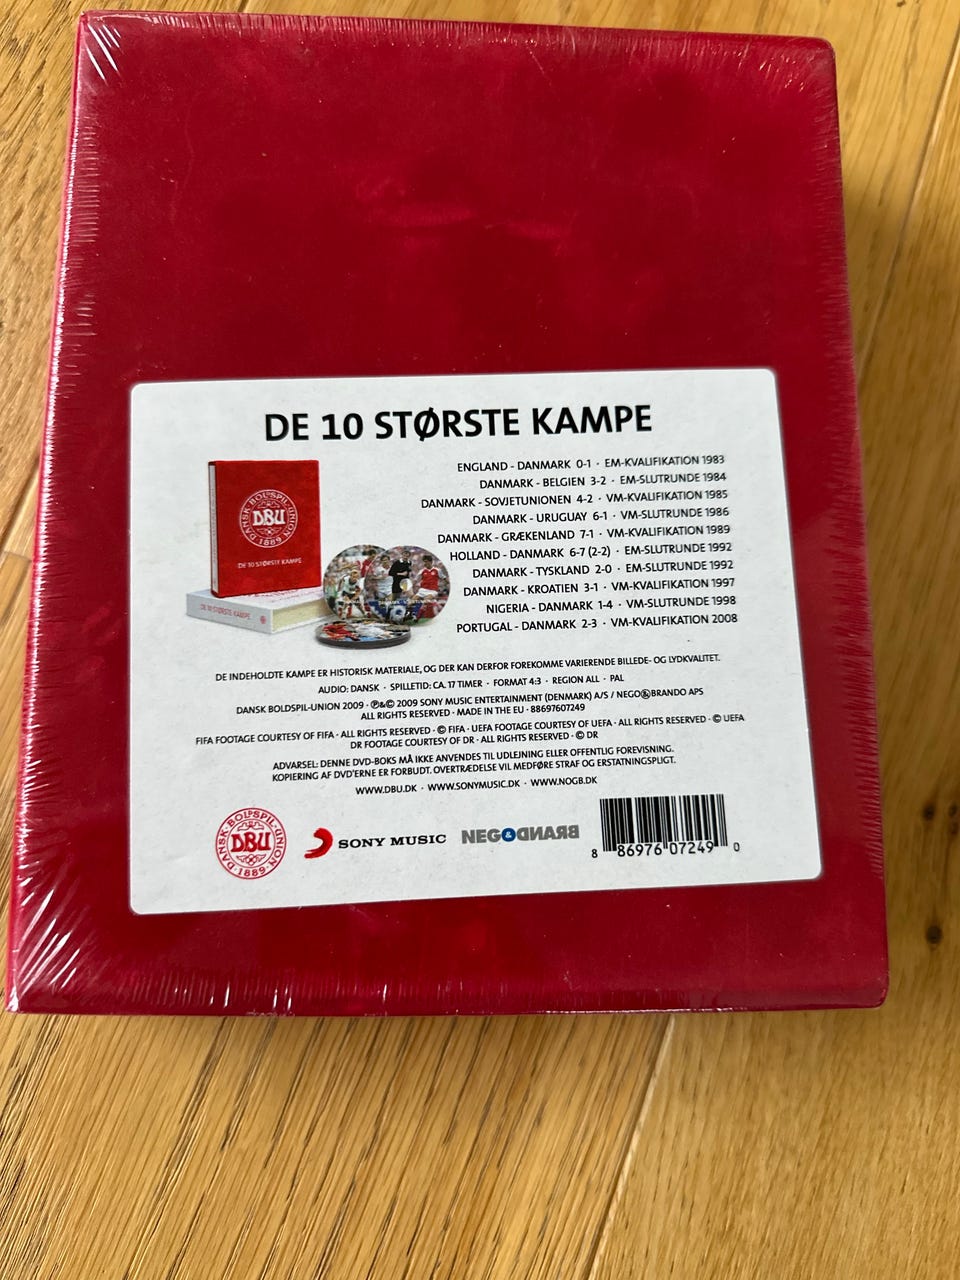 DE 10 STØRSTE KAMPE
ENGLAND - DANMARK 0-1 · EM-KVALIFIKATION 1983
DANMARK - BELGIEN 3-2 · EM-SLUTRUNDE 1984
DANMARK - SOVJETUNIONEN 4-2 · VM-KVALIFIKATION 1985
DANMARK - URUGUAY 6-1 · VM-SLUTRUNDE 1986
DANMARK - GRÆKENLAND 7-1 · VM-KVALIFIKATION 1989
HOLLAND - DANMARK 6-7 (2-2) · EM-SLUTRUNDE 1992
DANMARK - TYSKLAND 2-0 · EM-SLUTRUNDE 1992
DANMARK - KROATIEN 3-1 · VM-KVALIFIKATION 1997
NIGERIA - DANMARK 1-4 · VM-SLUTRUNDE 1998
PORTUGAL - DANMARK 2-3 · VM-KVALIFIKATION 2008
DANSK·BOLDSPIL·UNION
DBU
·1889·
DE 10 STØRSTE KAMPE
DE 10 STØRSTE KAMPE
DE INDEHOLDTE KAMPE ER HISTORISK MATERIALE, OG DER KAN DERFOR FOREKOMME VARIERENDE BILLEDE- OG LYDKVALITET.
AUDIO: DANSK · SPILLETID: CA. 17 TIMER · FORMAT 4:3 · REGION ALL · PAL
DANSK BOLDSPIL-UNION 2009 · ℗&© 2009 SONY MUSIC ENTERTAINMENT (DENMARK) A/S / NEGO&BRANDO APS
ALL RIGHTS RESERVED · MADE IN THE EU · 88697607249
FIFA FOOTAGE COURTESY OF FIFA · ALL RIGHTS RESERVED · © FIFA · UEFA FOOTAGE COURTESY OF UEFA · ALL RIGHTS RESERVED · © UEFA
DR FOOTAGE COURTESY OF DR · ALL RIGHTS RESERVED · © DR
ADVARSEL: DENNE DVD-BOKS MÅ IKKE ANVENDES TIL UDLEJNING ELLER OFFENTLIG FOREVISNING.
KOPIERING AF DVD'ERNE ER FORBUDT. OVERTRÆDELSE VIL MEDFØRE STRAF OG ERSTATNINGSPLIGT.
WWW.DBU.DK · WWW.SONYMUSIC.DK · WWW.NOGB.DK
DANSK·BOLDSPIL·UNION
DBU
·1889·
SONY MUSIC
NEGO&BRAND
8 86976 07249 0